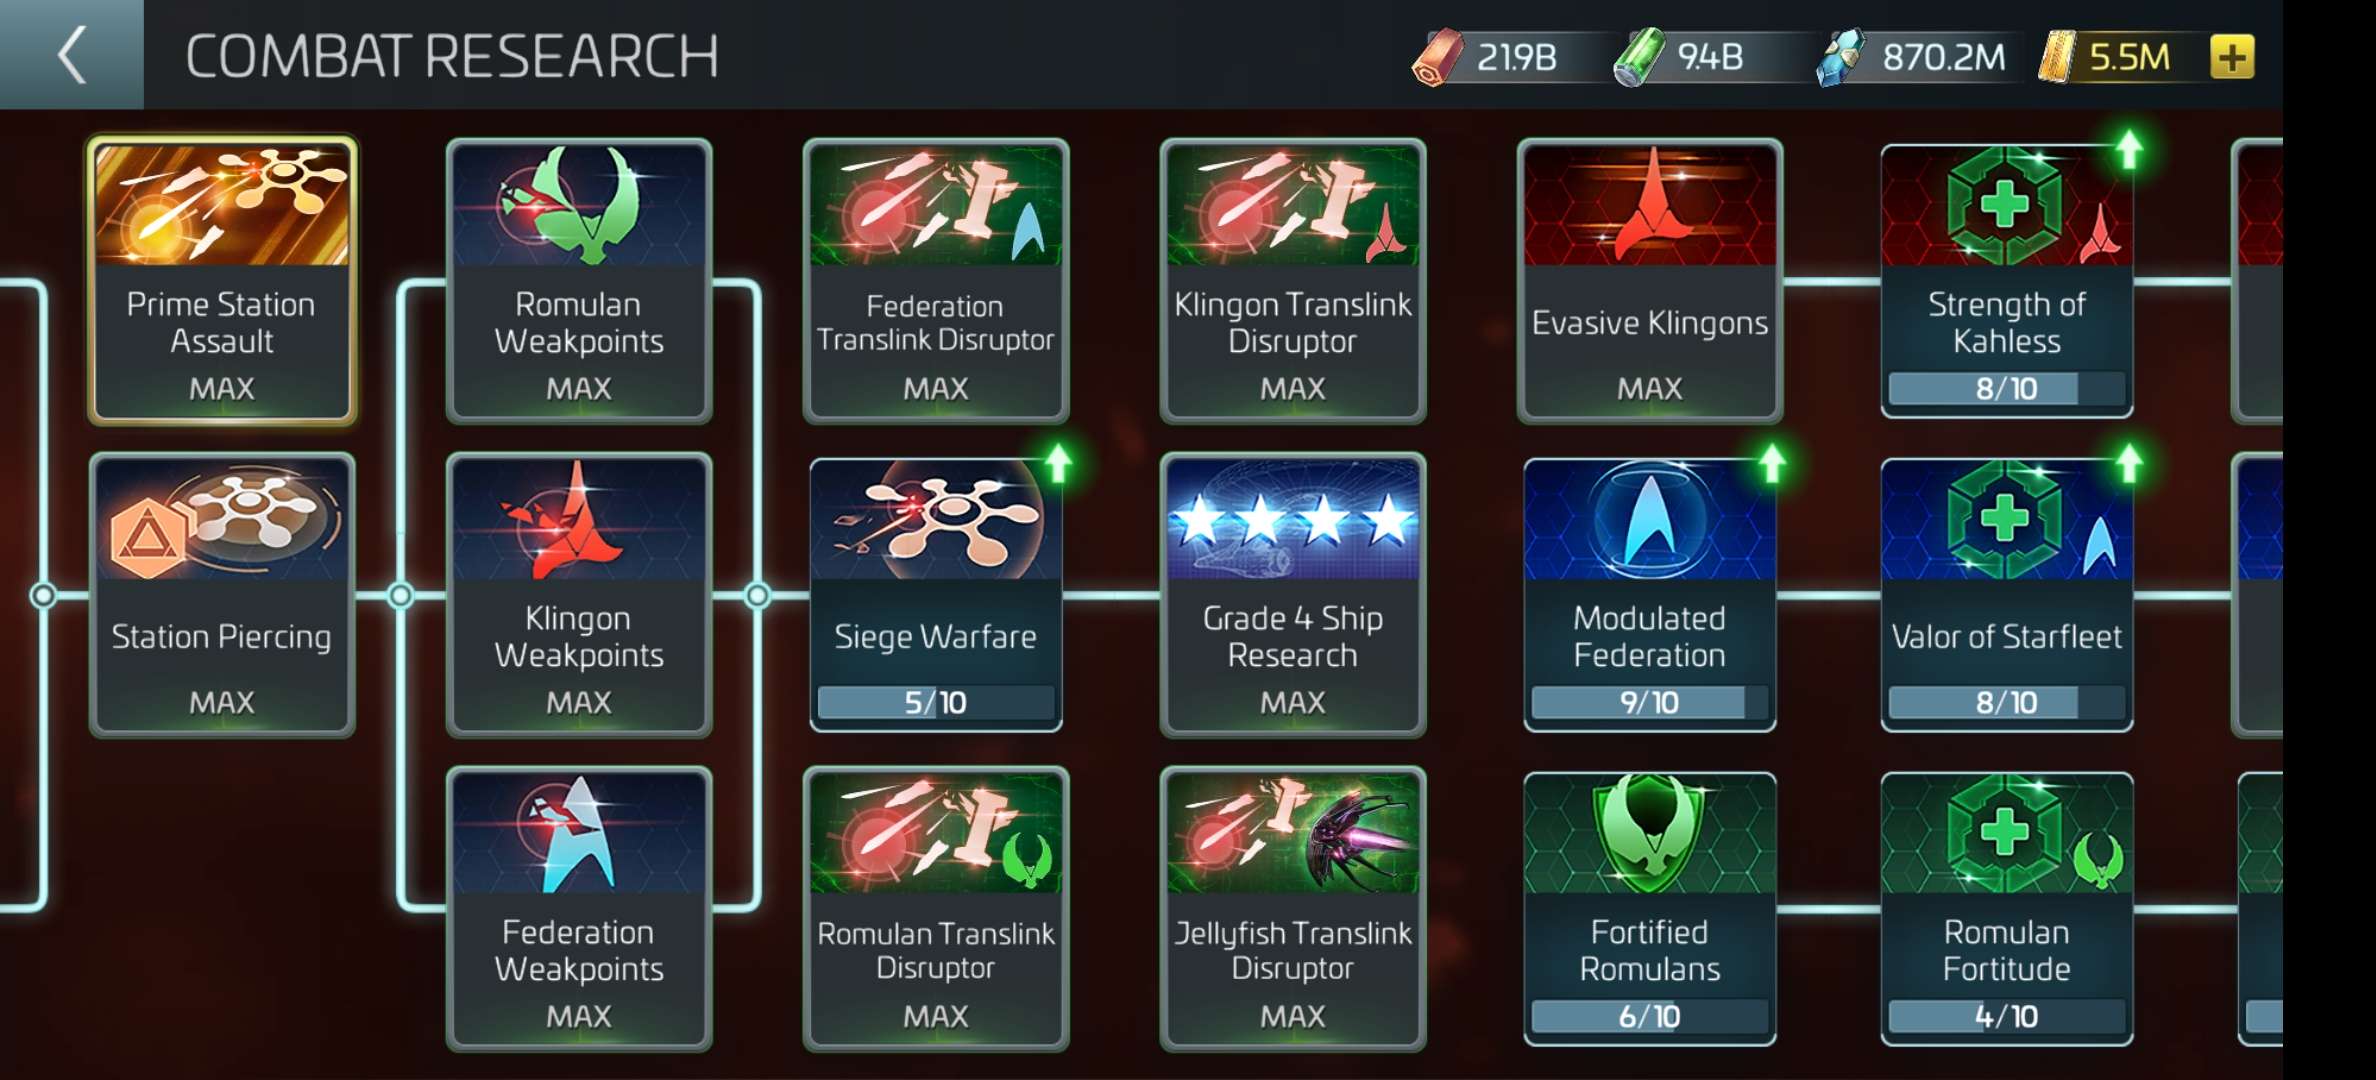 COMBAT RESEARCH
21.9B
9.4B
870.2M
5.5M
Prime Station
Assault
MAX
Romulan
Weakpoints
MAX
Federation
Translink Disruptor
MAX
Klingon Translink
Disruptor
MAX
Evasive Klingons
MAX
Strength of
Kahless
8/10
Station Piercing
MAX
Klingon
Weakpoints
MAX
Siege Warfare
5/10
Grade 4 Ship
Research
MAX
Modulated
Federation
9/10
Valor of Starfleet
8/10
Federation
Weakpoints
MAX
Romulan Translink
Disruptor
MAX
Jellyfish Translink
Disruptor
MAX
Fortified
Romulans
6/10
Romulan
Fortitude
4/10